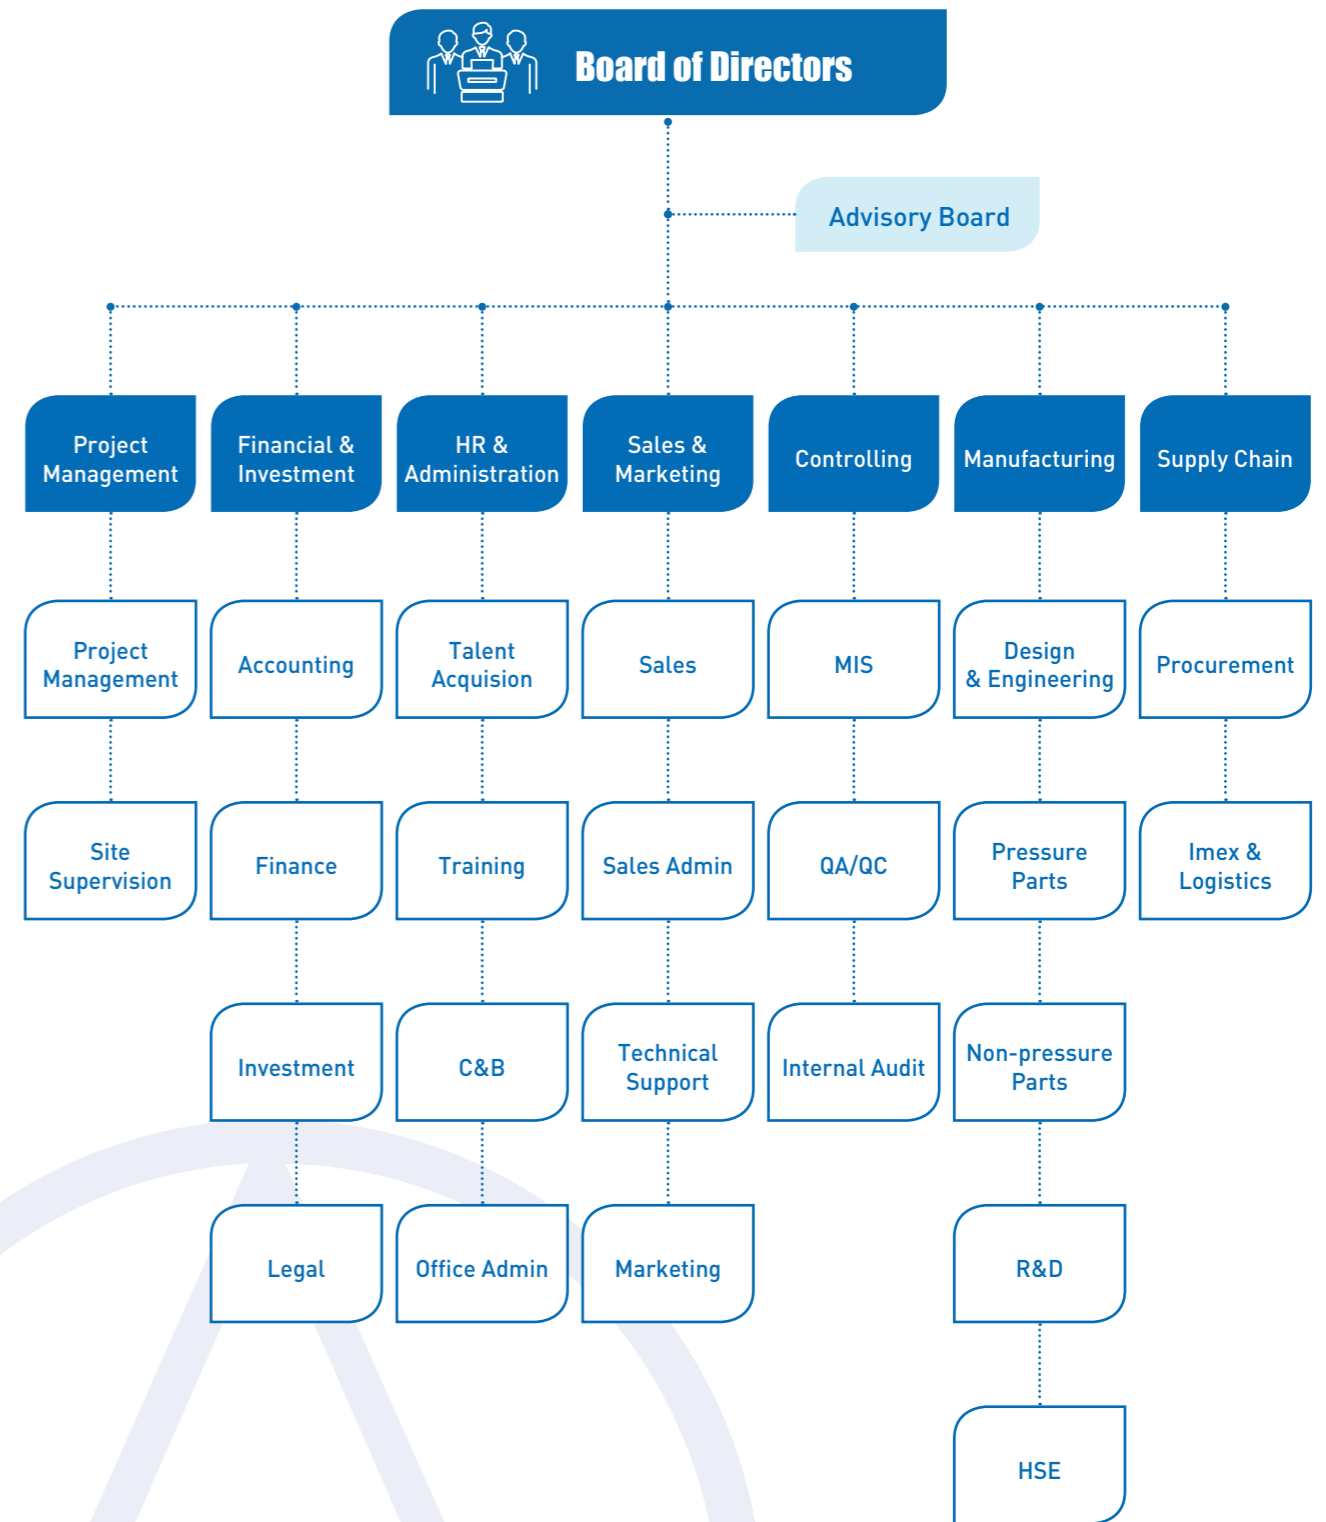 Board of Directors
Advisory Board
Project
Management
Financial &
Investment
HR &
Administration
Sales &
Marketing
Controlling
Manufacturing
Supply Chain
Project
Management
Accounting
Talent
Acquision
Sales
MIS
Design
& Engineering
Procurement
Site
Supervision
Finance
Training
Sales Admin
QA/QC
Pressure
Parts
Imex &
Logistics
Investment
C&B
Technical
Support
Internal Audit
Non-pressure
Parts
Legal
Office Admin
Marketing
R&D
HSE